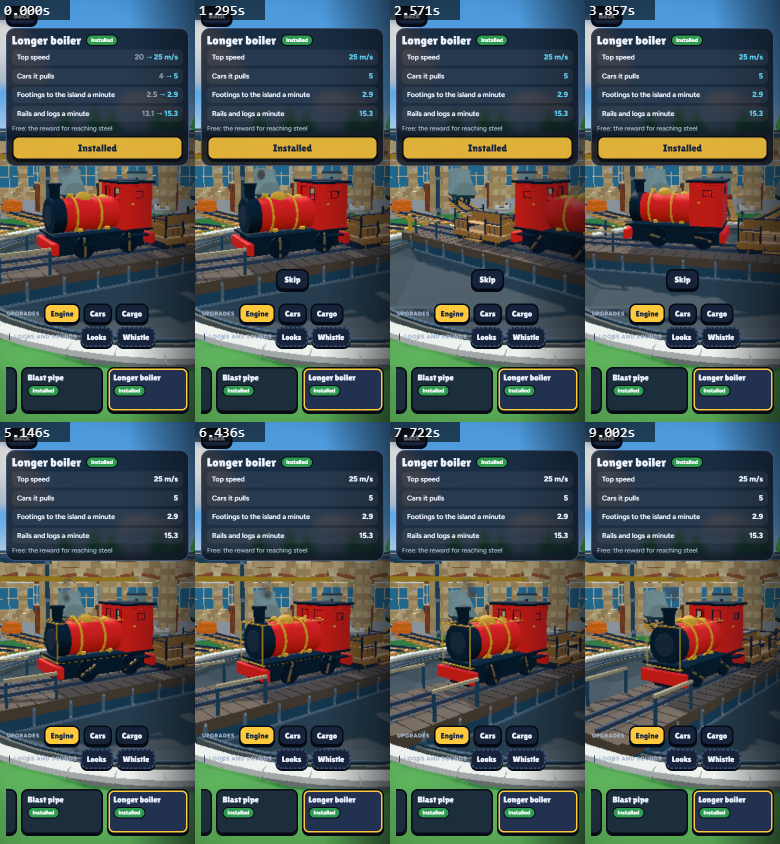 0.000s
Longer boiler Installed
Top speed 20 → 25 m/s
Cars it pulls 4 → 5
Footings to the island a minute 2.5 → 2.9
Rails and logs a minute 13.1 → 15.3
Free: the reward for reaching steel
Installed
UPGRADES Engine Cars Cargo
LOOKS AND SOUNDS Looks Whistle
Blast pipe Longer boiler
Installed Installed
1.295s
Longer boiler Installed
Top speed 25 m/s
Cars it pulls 5
Footings to the island a minute 2.9
Rails and logs a minute 15.3
Free: the reward for reaching steel
Installed
Skip
UPGRADES Engine Cars Cargo
LOOKS AND SOUNDS Looks Whistle
Blast pipe Longer boiler
Installed Installed
2.571s
Longer boiler Installed
Top speed 25 m/s
Cars it pulls 5
Footings to the island a minute 2.9
Rails and logs a minute 15.3
Free: the reward for reaching steel
Installed
Skip
UPGRADES Engine Cars Cargo
LOOKS AND SOUNDS Looks Whistle
Blast pipe Longer boiler
Installed Installed
3.857s
Longer boiler Installed
Top speed 25 m/s
Cars it pulls 5
Footings to the island a minute 2.9
Rails and logs a minute 15.3
Free: the reward for reaching steel
Installed
Skip
UPGRADES Engine Cars Cargo
LOOKS AND SOUNDS Looks Whistle
Blast pipe Longer boiler
Installed Installed
5.146s
Longer boiler Installed
Top speed 25 m/s
Cars it pulls 5
Footings to the island a minute 2.9
Rails and logs a minute 15.3
Free: the reward for reaching steel
UPGRADES Engine Cars Cargo
LOOKS AND SOUNDS Looks Whistle
Blast pipe Longer boiler
Installed Installed
6.436s
Longer boiler Installed
Top speed 25 m/s
Cars it pulls 5
Footings to the island a minute 2.9
Rails and logs a minute 15.3
Free: the reward for reaching steel
UPGRADES Engine Cars Cargo
LOOKS AND SOUNDS Looks Whistle
Blast pipe Longer boiler
Installed Installed
7.722s
Longer boiler Installed
Top speed 25 m/s
Cars it pulls 5
Footings to the island a minute 2.9
Rails and logs a minute 15.3
Free: the reward for reaching steel
UPGRADES Engine Cars Cargo
LOOKS AND SOUNDS Looks Whistle
Blast pipe Longer boiler
Installed Installed
9.002s
Longer boiler Installed
Top speed 25 m/s
Cars it pulls 5
Footings to the island a minute 2.9
Rails and logs a minute 15.3
Free: the reward for reaching steel
UPGRADES Engine Cars Cargo
LOOKS AND SOUNDS Looks Whistle
Blast pipe Longer boiler
Installed Installed